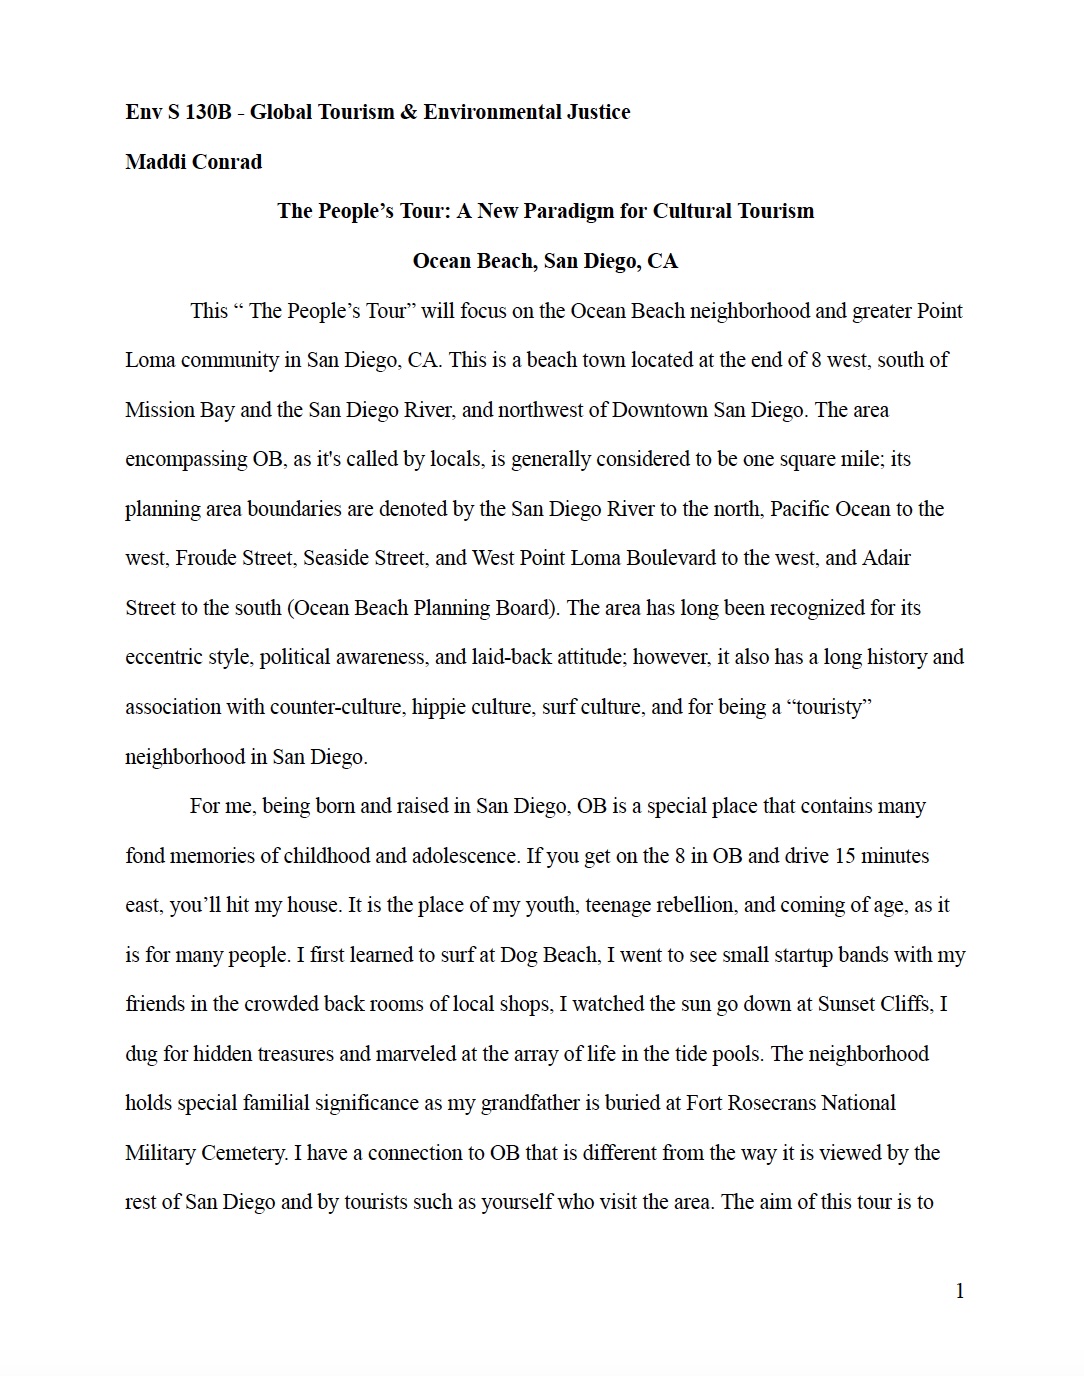 Env S 130B - Global Tourism & Environmental Justice
Maddi Conrad
The People’s Tour: A New Paradigm for Cultural Tourism
Ocean Beach, San Diego, CA
This “ The People’s Tour” will focus on the Ocean Beach neighborhood and greater Point
Loma community in San Diego, CA. This is a beach town located at the end of 8 west, south of
Mission Bay and the San Diego River, and northwest of Downtown San Diego. The area
encompassing OB, as it's called by locals, is generally considered to be one square mile; its
planning area boundaries are denoted by the San Diego River to the north, Pacific Ocean to the
west, Froude Street, Seaside Street, and West Point Loma Boulevard to the west, and Adair
Street to the south (Ocean Beach Planning Board). The area has long been recognized for its
eccentric style, political awareness, and laid-back attitude; however, it also has a long history and
association with counter-culture, hippie culture, surf culture, and for being a “touristy”
neighborhood in San Diego.
For me, being born and raised in San Diego, OB is a special place that contains many
fond memories of childhood and adolescence. If you get on the 8 in OB and drive 15 minutes
east, you’ll hit my house. It is the place of my youth, teenage rebellion, and coming of age, as it
is for many people. I first learned to surf at Dog Beach, I went to see small startup bands with my
friends in the crowded back rooms of local shops, I watched the sun go down at Sunset Cliffs, I
dug for hidden treasures and marveled at the array of life in the tide pools. The neighborhood
holds special familial significance as my grandfather is buried at Fort Rosecrans National
Military Cemetery. I have a connection to OB that is different from the way it is viewed by the
rest of San Diego and by tourists such as yourself who visit the area. The aim of this tour is to
1